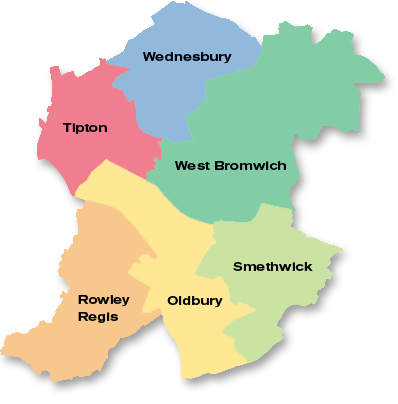 Wednesbury
Tipton
West Bromwich
Smethwick
Rowley
Regis
Oldbury